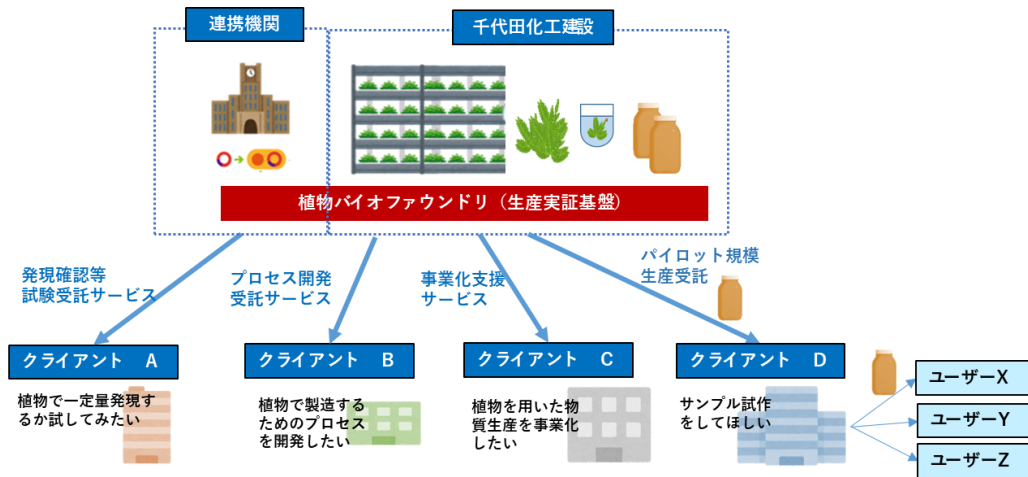 連携機関
千代田化工建設
植物バイオファウンドリ（生産実証基盤）
発現確認等
試験受託サービス
プロセス開発
受託サービス
事業化支援
サービス
パイロット規模
生産受託
クライアント A
クライアント B
クライアント C
クライアント D
植物で一定量発現す
るか試してみたい
植物で製造する
ためのプロセス
を開発したい
植物を用いた物
質生産を事業化
したい
サンプル試作
をしてほしい
ユーザーX
ユーザーY
ユーザーZ